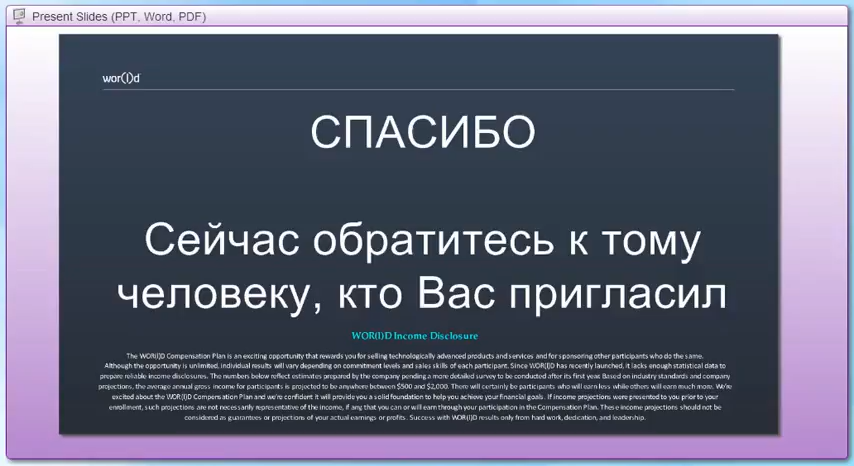 Present Slides (PPT, Word, PDF)
wor(l)d
СПАСИБО
Сейчас обратитесь к тому
человеку, кто Вас пригласил
WOR(l)D Income Disclosure
The WOR(l)D Compensation Plan is an exciting opportunity that rewards you for selling technologically advanced products and services and for sponsoring other participants who do the same.
Although the opportunity is unlimited, individual results will vary depending on commitment levels and sales skills of each participant. Since WOR(l)D has recently launched, it lacks enough statistical data to
prepare reliable income disclosures. The numbers below reflect estimates prepared by the company pending a more detailed survey to be conducted after its first year. Based on industry standards and company
projections, the average annual gross income for participants is projected to be anywhere between $500 and $2,000. There will certainly be participants who will earn less while others will earn much more. We're
excited about the WOR(l)D Compensation Plan and we're confident it will provide you a solid foundation to help you achieve your financial goals. If income projections were presented to you prior to your
enrollment, such projections are not necessarily representative of the income, if any, that you can or will earn through your participation in the Compensation Plan. These income projections should not be
considered as guarantees or projections of your actual earnings or profits. Success with WOR(l)D results only from hard work, dedication, and leadership.